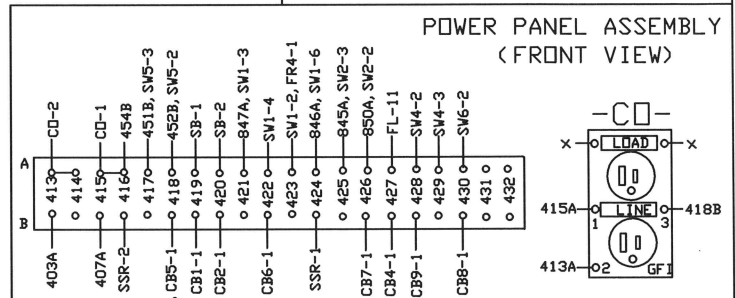 POWER PANEL ASSEMBLY
(FRONT VIEW)
CO-2
CO-1
454B
451B, SW5-3
452B, SW5-2
SB-1
SB-2
847A, SW1-3
SW1-4
SW1-2, FR4-1
846A, SW1-6
845A, SW2-3
850A, SW2-2
FL-11
SW4-2
SW4-3
SW6-2
A
413
414
415
416
417
418
419
420
421
422
423
424
425
426
427
428
429
430
431
432
B
403A
407A
SSR-2
, CB5-1
CB1-1
CB2-1
CB6-1
SSR-1
CB7-1
CB4-1
CB9-1
CB8-1
-CO-
X LOAD X
415A LINE 418B
1 3
413A 2 GFI